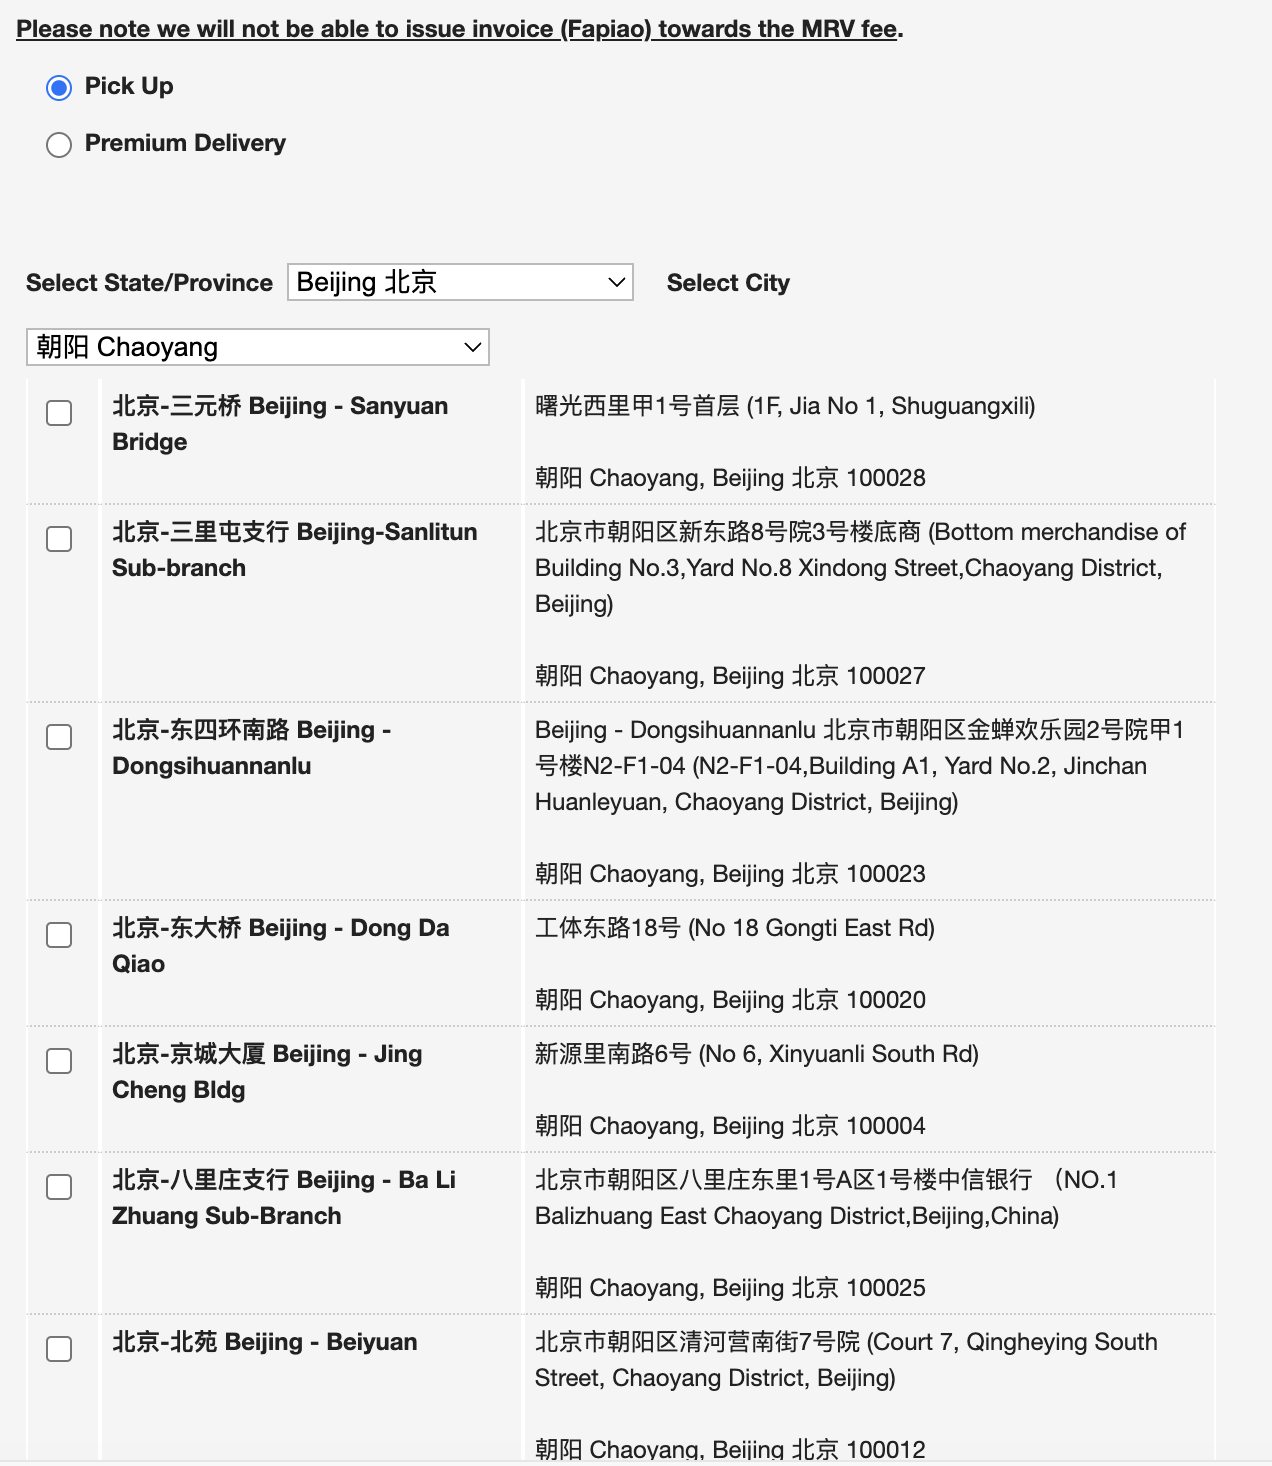 Please note we will not be able to issue invoice (Fapiao) towards the MRV fee.
Pick Up
Premium Delivery
Select State/Province
Beijing 北京
Select City
朝阳 Chaoyang
北京-三元桥 Beijing - Sanyuan
Bridge
曙光西里甲1号首层 (1F, Jia No 1, Shuguangxili)
朝阳 Chaoyang, Beijing 北京 100028
北京-三里屯支行 Beijing-Sanlitun
Sub-branch
北京市朝阳区新东路8号院3号楼底商 (Bottom merchandise of
Building No.3,Yard No.8 Xindong Street,Chaoyang District,
Beijing)
朝阳 Chaoyang, Beijing 北京 100027
北京-东四环南路 Beijing -
Dongsihuannanlu
Beijing - Dongsihuannanlu 北京市朝阳区金蝉欢乐园2号院甲1
号楼N2-F1-04 (N2-F1-04,Building A1, Yard No.2, Jinchan
Huanleyuan, Chaoyang District, Beijing)
朝阳 Chaoyang, Beijing 北京 100023
北京-东大桥 Beijing - Dong Da
Qiao
工体东路18号 (No 18 Gongti East Rd)
朝阳 Chaoyang, Beijing 北京 100020
北京-京城大厦 Beijing - Jing
Cheng Bldg
新源里南路6号 (No 6, Xinyuanli South Rd)
朝阳 Chaoyang, Beijing 北京 100004
北京-八里庄支行 Beijing - Ba Li
Zhuang Sub-Branch
北京市朝阳区八里庄东里1号A区1号楼中信银行 （NO.1
Balizhuang East Chaoyang District,Beijing,China)
朝阳 Chaoyang, Beijing 北京 100025
北京-北苑 Beijing - Beiyuan
北京市朝阳区清河营南街7号院 (Court 7, Qingheying South
Street, Chaoyang District, Beijing)
朝阳 Chaoyang, Beijing 北京 100012